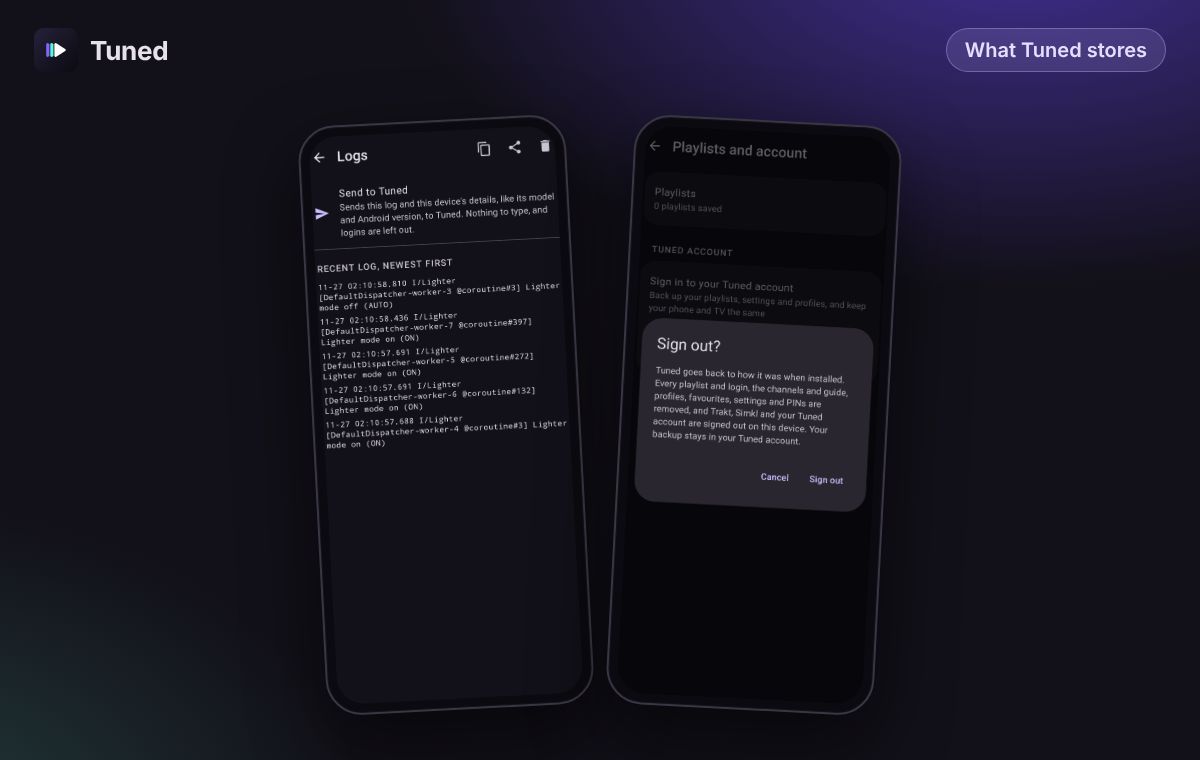 Tuned
What Tuned stores
Logs
Send to Tuned
Sends this log and this device's details, like its model
and Android version, to Tuned. Nothing to type, and
logins are left out.
RECENT LOG, NEWEST FIRST
11-27 02:10:58.810 I/Lighter
[DefaultDispatcher-worker-3 @coroutine#3] Lighter
mode off (AUTO)
11-27 02:10:58.436 I/Lighter
[DefaultDispatcher-worker-7 @coroutine#397]
Lighter mode on (ON)
11-27 02:10:57.691 I/Lighter
[DefaultDispatcher-worker-5 @coroutine#272]
Lighter mode on (ON)
11-27 02:10:57.691 I/Lighter
[DefaultDispatcher-worker-6 @coroutine#132]
Lighter mode on (ON)
11-27 02:10:57.688 I/Lighter
[DefaultDispatcher-worker-4 @coroutine#3] Lighter
mode on (ON)
Playlists and account
Playlists
0 playlists saved
TUNED ACCOUNT
Sign in to your Tuned account
Back up your playlists, settings and profiles, and keep
your phone and TV the same
Sign out?
Tuned goes back to how it was when installed.
Every playlist and login, the channels and guide,
profiles, favourites, settings and PINs are
removed, and Trakt, Simkl and your Tuned
account are signed out on this device. Your
backup stays in your Tuned account.
Cancel
Sign out